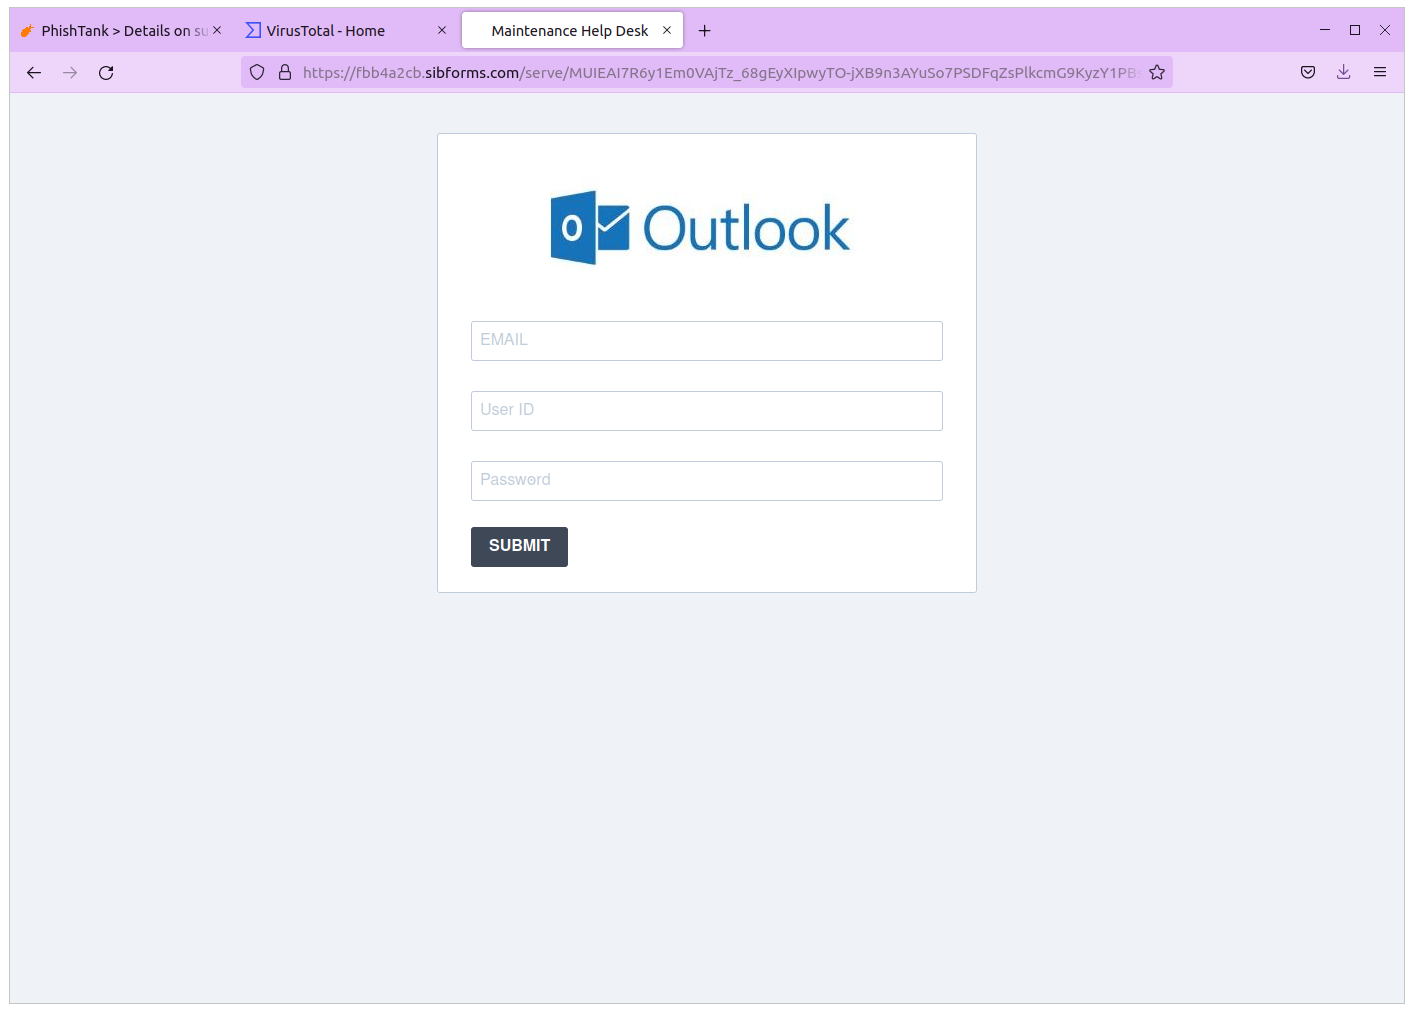 PhishTank > Details on su
VirusTotal - Home
Maintenance Help Desk
https://fbb4a2cb.sibforms.com/serve/MUIEAI7R6y1Em0VAjTz_68gEyXIpwyTO-jXB9n3AYuSo7PSDFqZsPlkcmG9KyzY1PB
Outlook
EMAIL
User ID
Password
SUBMIT